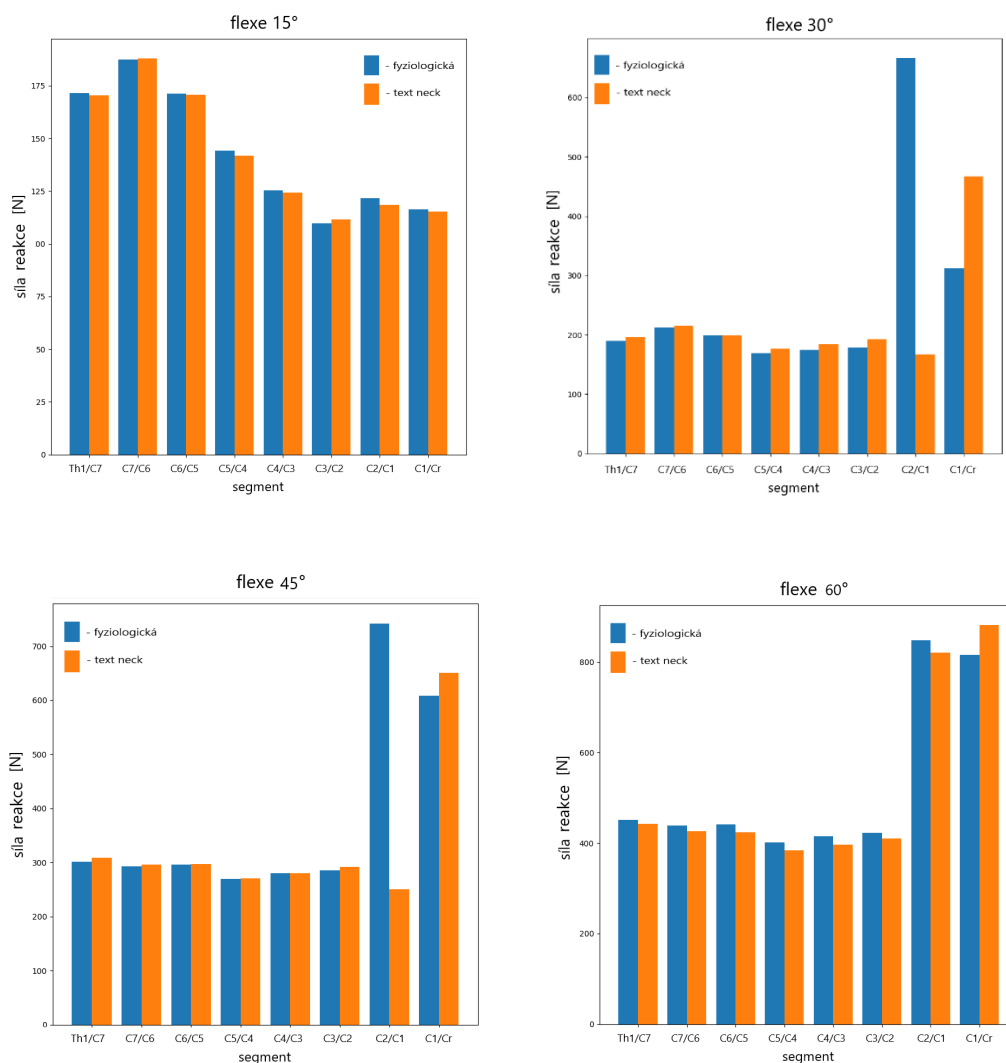 flexe 15°
- fyziologická
- text neck
síla reakce [N]
175
150
125
00
75
50
25
0
Th1/C7 C7/C6 C6/C5 C5/C4 C4/C3 C3/C2 C2/C1 C1/Cr
segment
flexe 30°
- fyziologická
- text neck
síla reakce [N]
600
500
400
300
200
100
0
Th1/C7 C7/C6 C6/C5 C5/C4 C4/C3 C3/C2 C2/C1 C1/Cr
segment
flexe 45°
- fyziologická
- text neck
síla reakce [N]
700
600
500
400
300
200
100
0
Th1/C7 C7/C6 C6/C5 C5/C4 C4/C3 C3/C2 C2/C1 C1/Cr
segment
flexe 60°
- fyziologická
- text neck
síla reakce [N]
800
600
400
200
0
Th1/C7 C7/C6 C6/C5 C5/C4 C4/C3 C3/C2 C2/C1 C1/Cr
segment